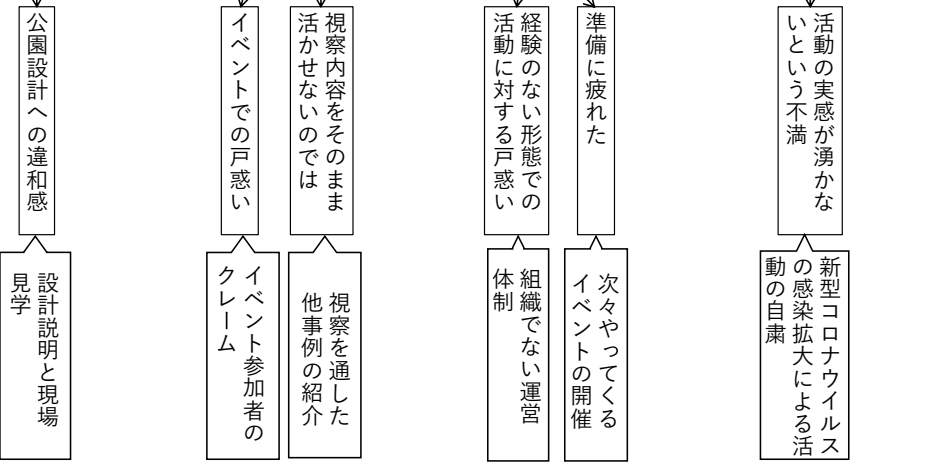 活動の実感が湧かな
いという不満
準備に疲れた
経験のない形態での
活動に対する戸惑い
視察内容をそのまま
活かせないのでは
イベントでの戸惑い
公園設計への違和感
新型コロナウイルス
の感染拡大による活
動の自粛
次々やってくる
イベントの開催
組織でない運営
体制
視察を通した
他事例の紹介
イベント参加者の
クレーム
設計説明と現場
見学